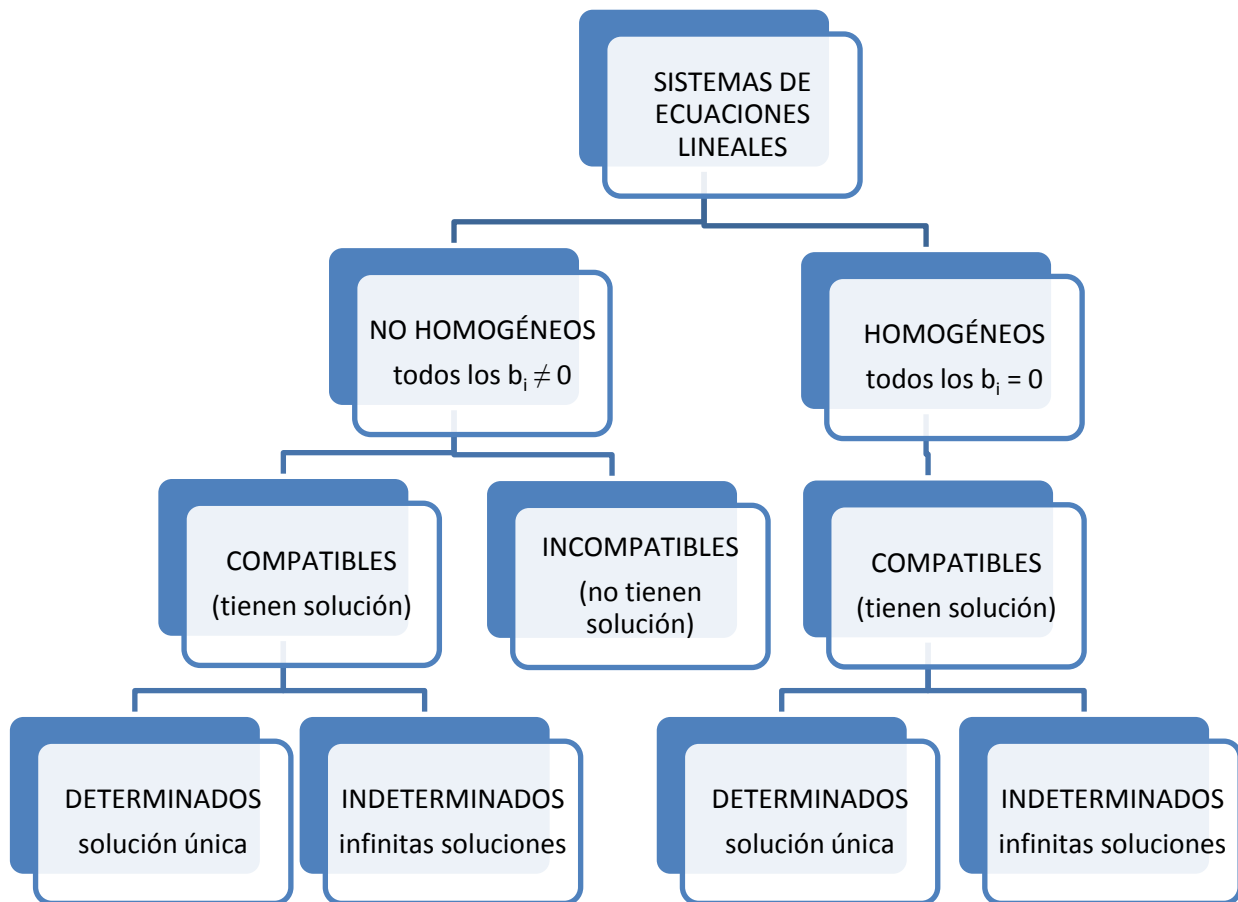 SISTEMAS DE
ECUACIONES
LINEALES
NO HOMOGÉNEOS
todos los bᵢ ≠ 0
HOMOGÉNEOS
todos los bᵢ = 0
COMPATIBLES
(tienen solución)
INCOMPATIBLES
(no tienen
solución)
COMPATIBLES
(tienen solución)
DETERMINADOS
solución única
INDETERMINADOS
infinitas soluciones
DETERMINADOS
solución única
INDETERMINADOS
infinitas soluciones